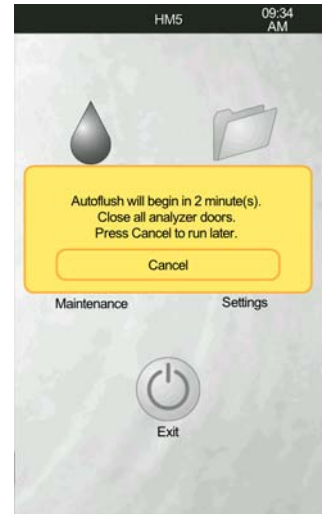 HM5
09:34
AM
Autoflush will begin in 2 minute(s).
Close all analyzer doors.
Press Cancel to run later.
Cancel
Maintenance
Settings
Exit